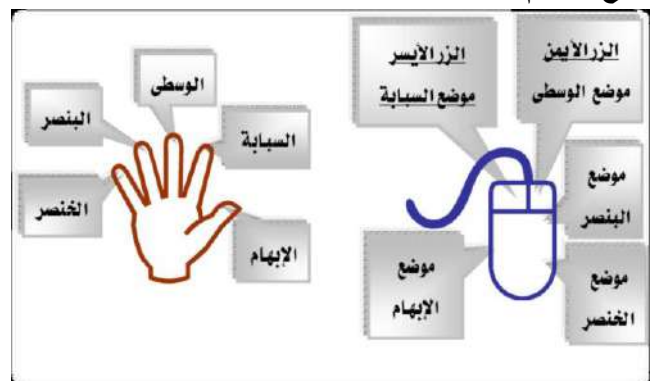 الزر الأيمن
موضع الوسطى
الزر الأيسر
موضع السبابة
موضع
البنصر
موضع
الخنصر
موضع
الإبهام
الوسطى
البنصر
السبابة
الخنصر
الإبهام